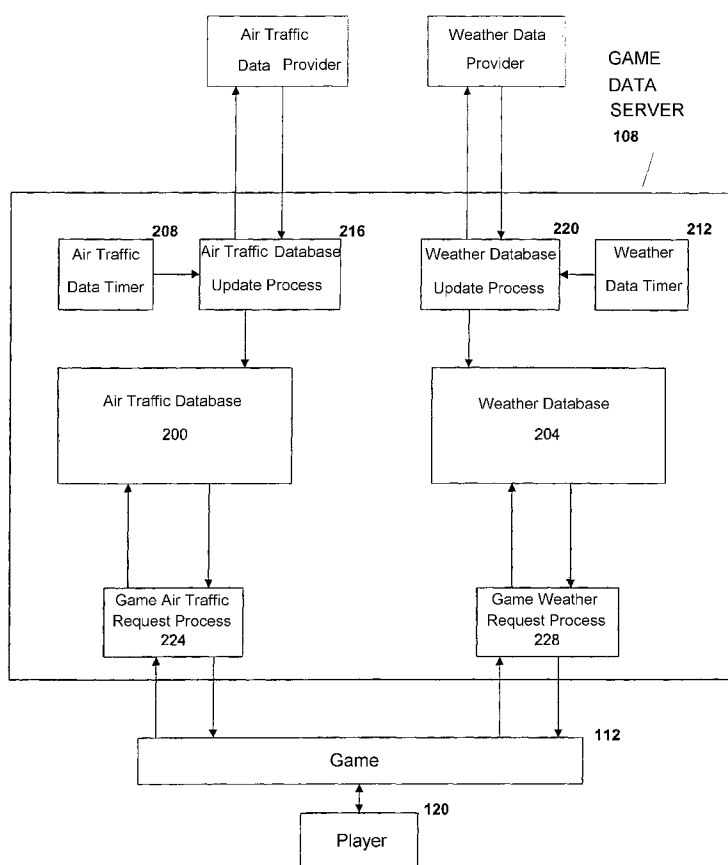 Air Traffic
Data Provider
Weather Data
Provider
GAME
DATA
SERVER
108
208
Air Traffic
Data Timer
216
Air Traffic Database
Update Process
220
Weather Database
Update Process
212
Weather
Data Timer
Air Traffic Database
200
Weather Database
204
Game Air Traffic
Request Process
224
Game Weather
Request Process
228
112
Game
120
Player